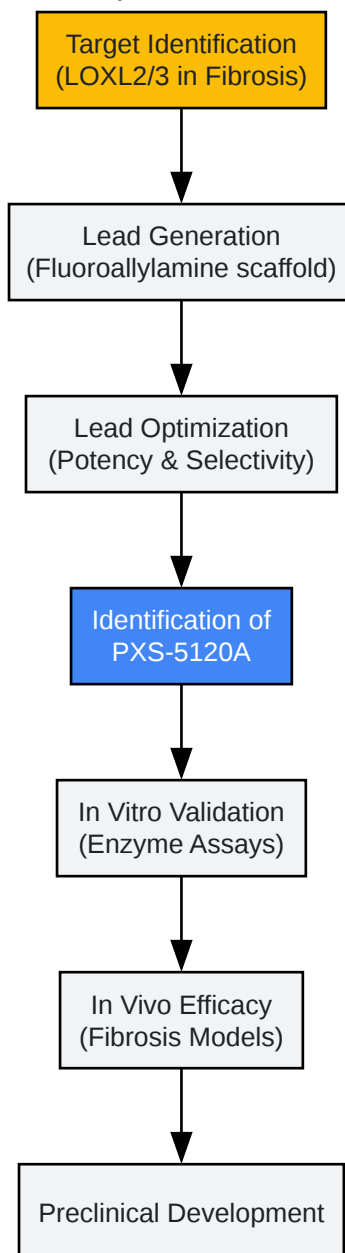 Target Identification
(LOXL2/3 in Fibrosis)
Lead Generation
(Fluoroallylamine scaffold)
Lead Optimization
(Potency & Selectivity)
Identification of
PXS-5120A
In Vitro Validation
(Enzyme Assays)
In Vivo Efficacy
(Fibrosis Models)
Preclinical Development